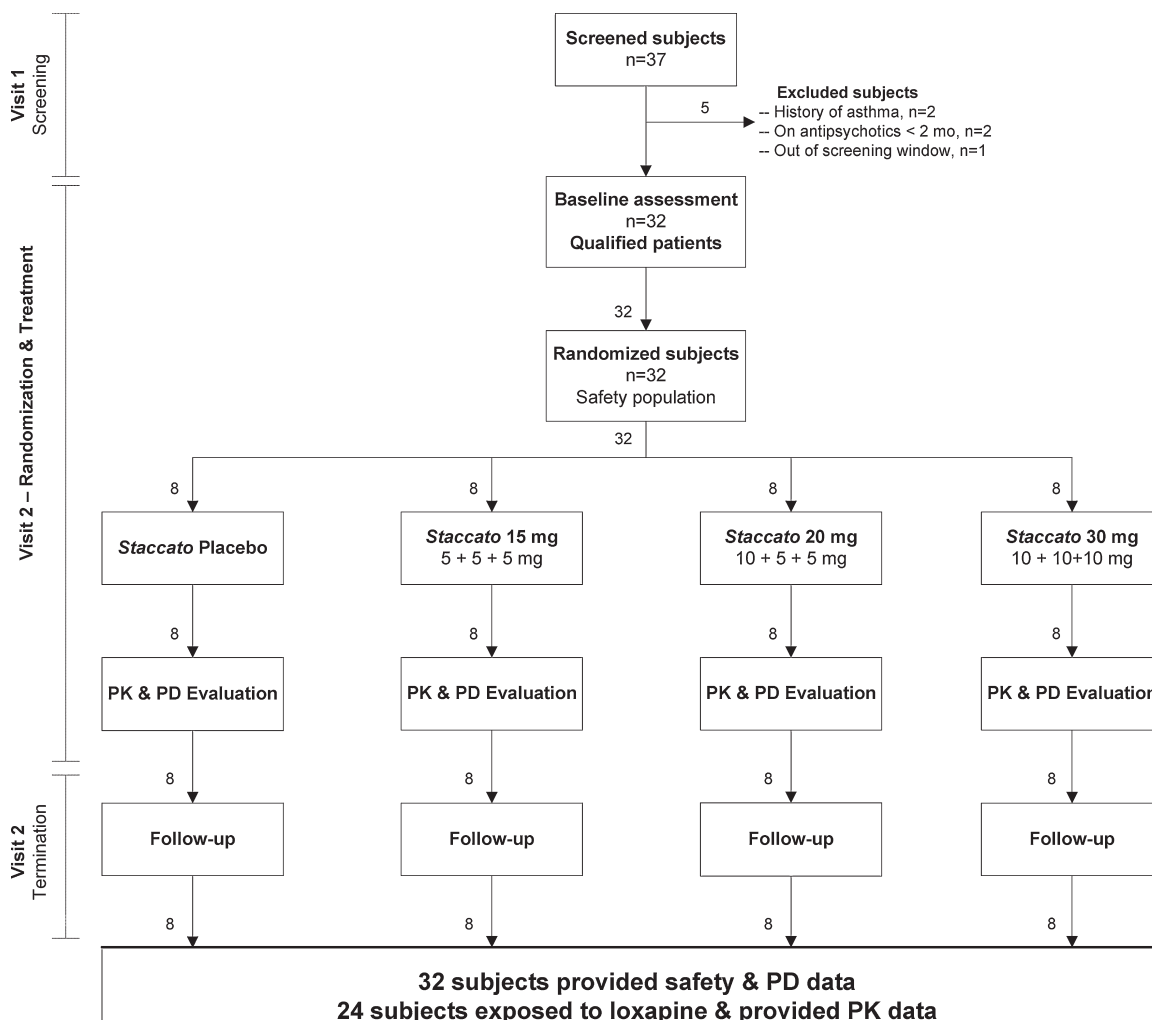 Visit 1
Screening
Screened subjects
n=37
5
Excluded subjects
-- History of asthma, n=2
-- On antipsychotics < 2 mo, n=2
-- Out of screening window, n=1
Visit 2 – Randomization & Treatment
Baseline assessment
n=32
Qualified patients
32
Randomized subjects
n=32
Safety population
32
8 8 8 8
Staccato Placebo
Staccato 15 mg
5 + 5 + 5 mg
Staccato 20 mg
10 + 5 + 5 mg
Staccato 30 mg
10 + 10+10 mg
8 8 8 8
PK & PD Evaluation
PK & PD Evaluation
PK & PD Evaluation
PK & PD Evaluation
8 8 8 8
Visit 2
Termination
Follow-up
Follow-up
Follow-up
Follow-up
8 8 8 8
32 subjects provided safety & PD data
24 subjects exposed to loxapine & provided PK data